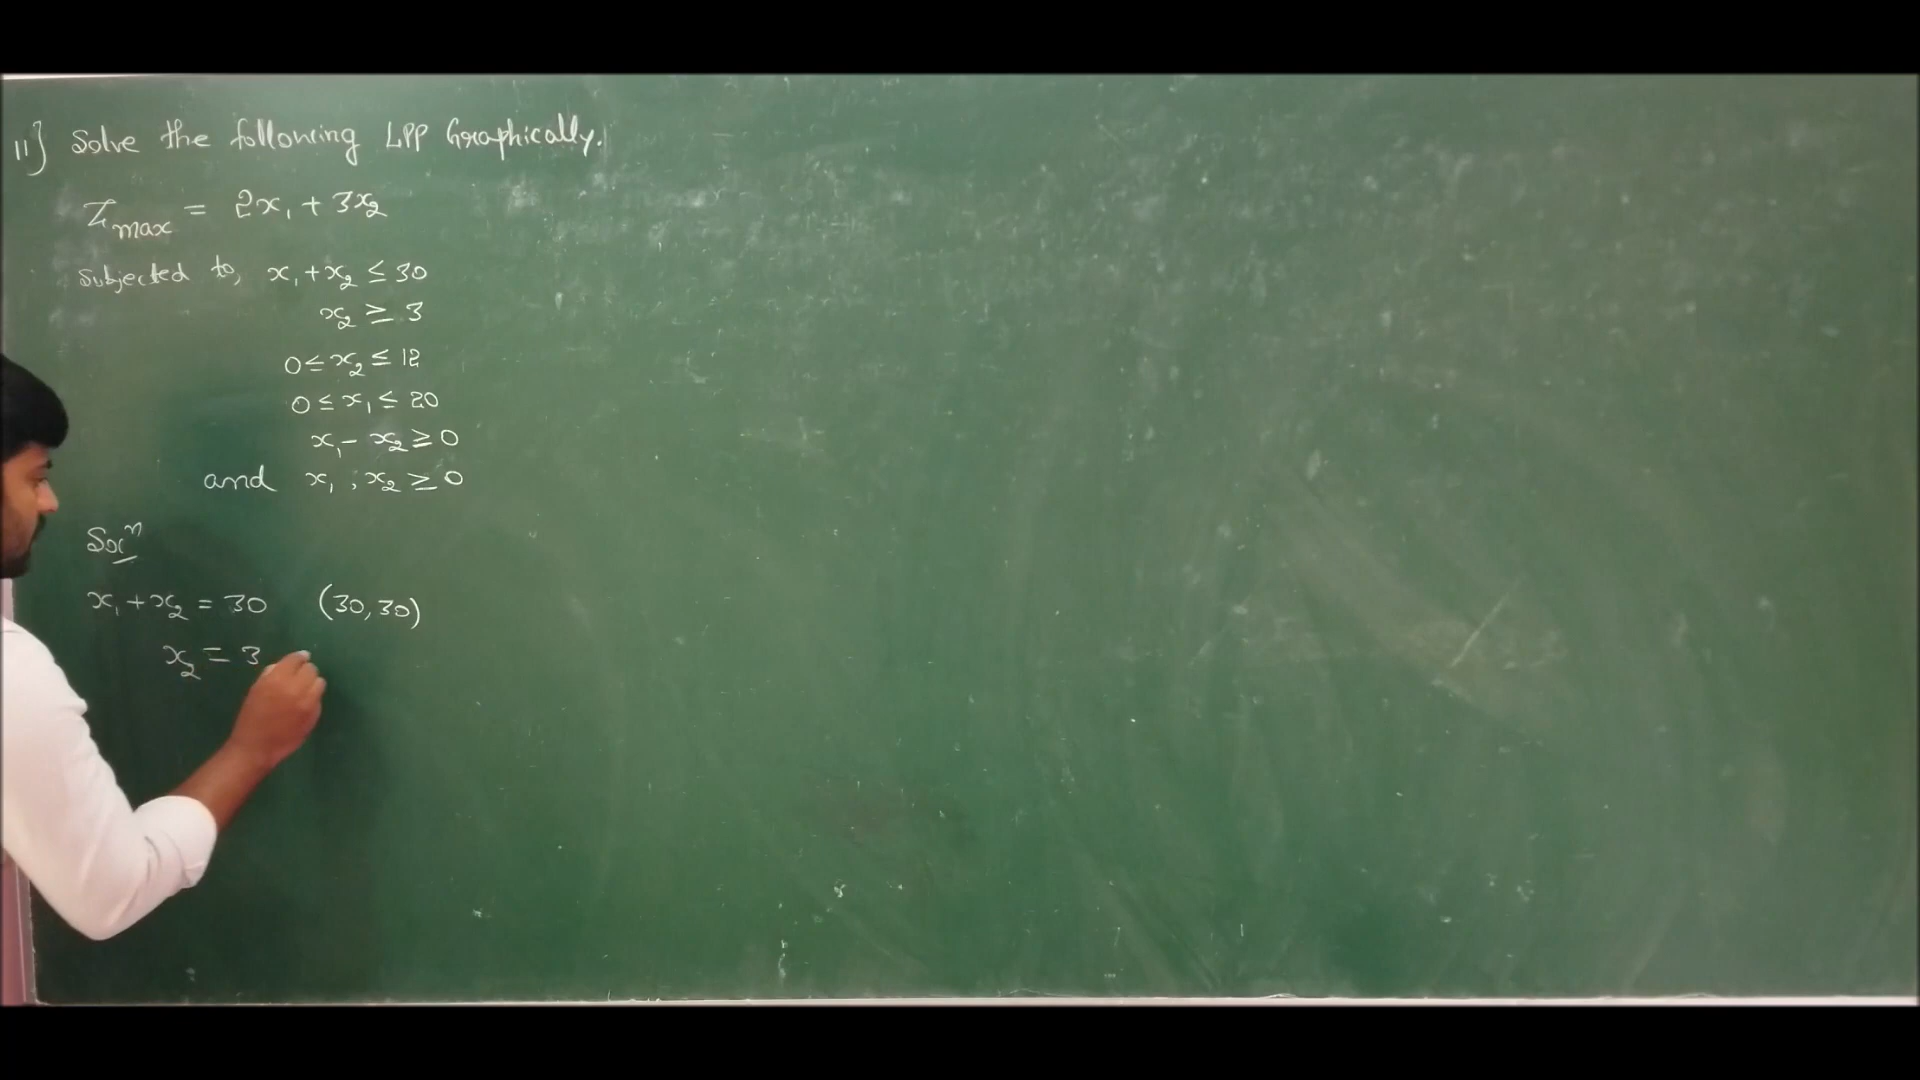 11] Solve the following LPP Graphically.
Zmax = 2x₁ + 3x₂
Subjected to, x₁ + x₂ ≤ 30
x₂ ≥ 3
0 ≤ x₂ ≤ 12
0 ≤ x₁ ≤ 20
x₁ - x₂ ≥ 0
and x₁, x₂ ≥ 0
Solⁿ
x₁ + x₂ = 30 (30, 30)
x₂ = 3